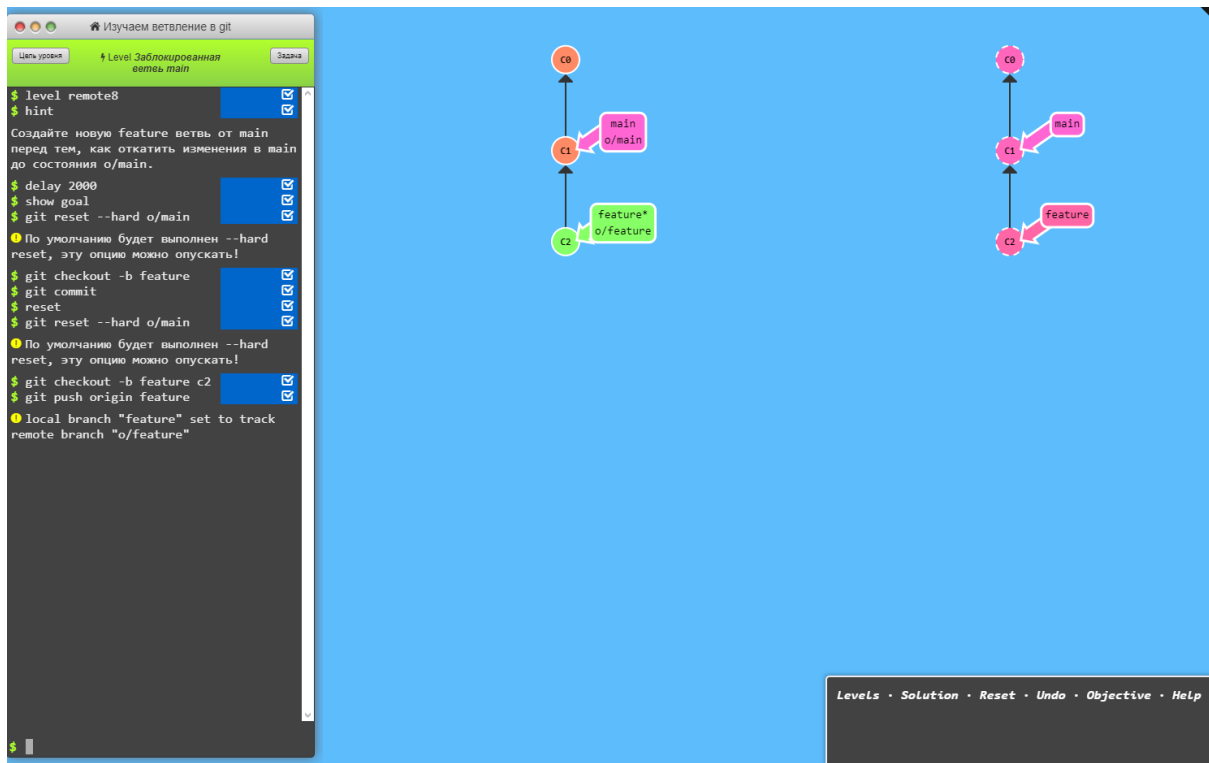 Изучаем ветвление в git
Цель уровня
Level Заблокированная
ветвь main
Задача
$ level remote8
$ hint
Создайте новую feature ветвь от main
перед тем, как откатить изменения в main
до состояния o/main.
$ delay 2000
$ show goal
$ git reset --hard o/main
По умолчанию будет выполнен --hard
reset, эту опцию можно опускать!
$ git checkout -b feature
$ git commit
$ reset
$ git reset --hard o/main
По умолчанию будет выполнен --hard
reset, эту опцию можно опускать!
$ git checkout -b feature c2
$ git push origin feature
local branch "feature" set to track
remote branch "o/feature"
$
C0
main
o/main
C1
feature*
o/feature
C2
C0
main
C1
feature
C2
Levels · Solution · Reset · Undo · Objective · Help